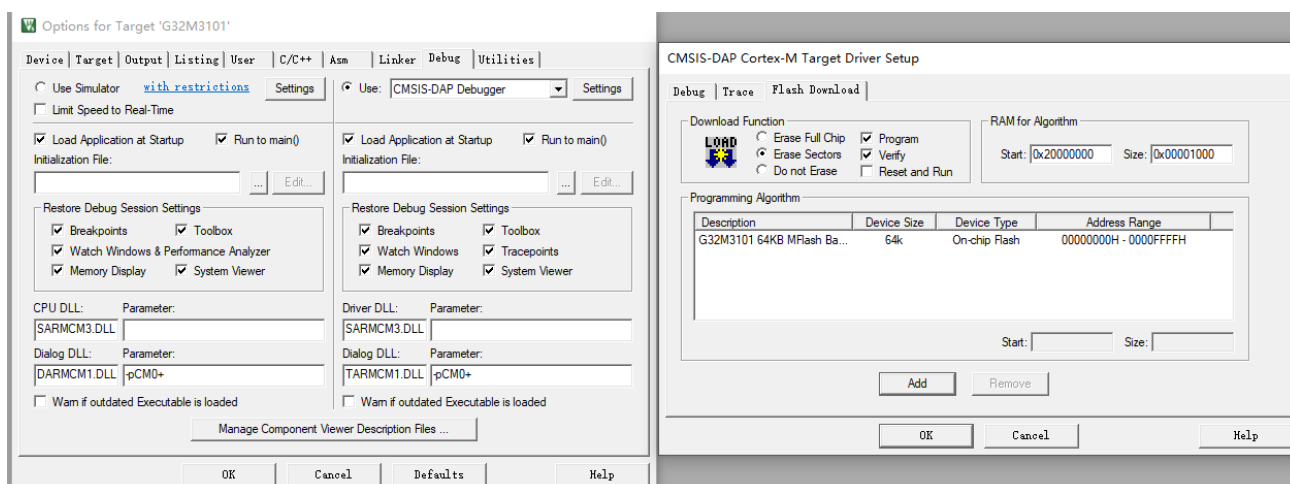 Options for Target 'G32M3101'
Device Target Output Listing User C/C++ Asm Linker Debug Utilities
Use Simulator with restrictions Settings
Limit Speed to Real-Time
Use: CMSIS-DAP Debugger Settings
Load Application at Startup Run to main()
Initialization File:
... Edit...
Load Application at Startup Run to main()
Initialization File:
... Edit...
Restore Debug Session Settings
Breakpoints Toolbox
Watch Windows & Performance Analyzer
Memory Display System Viewer
Restore Debug Session Settings
Breakpoints Toolbox
Watch Windows Tracepoints
Memory Display System Viewer
CPU DLL: Parameter:
SARMCM3.DLL
Dialog DLL: Parameter:
DARMCM1.DLL -pCM0+
Warn if outdated Executable is loaded
Driver DLL: Parameter:
SARMCM3.DLL
Dialog DLL: Parameter:
TARMCM1.DLL -pCM0+
Warn if outdated Executable is loaded
Manage Component Viewer Description Files ...
OK Cancel Defaults Help
CMSIS-DAP Cortex-M Target Driver Setup
Debug Trace Flash Download
Download Function
LOAD
Erase Full Chip Program
Erase Sectors Verify
Do not Erase Reset and Run
RAM for Algorithm
Start: 0x20000000 Size: 0x00001000
Programming Algorithm
Description Device Size Device Type Address Range
G32M3101 64KB MFlash Ba... 64k On-chip Flash 00000000H - 0000FFFFH
Start: Size:
Add Remove
OK Cancel Help